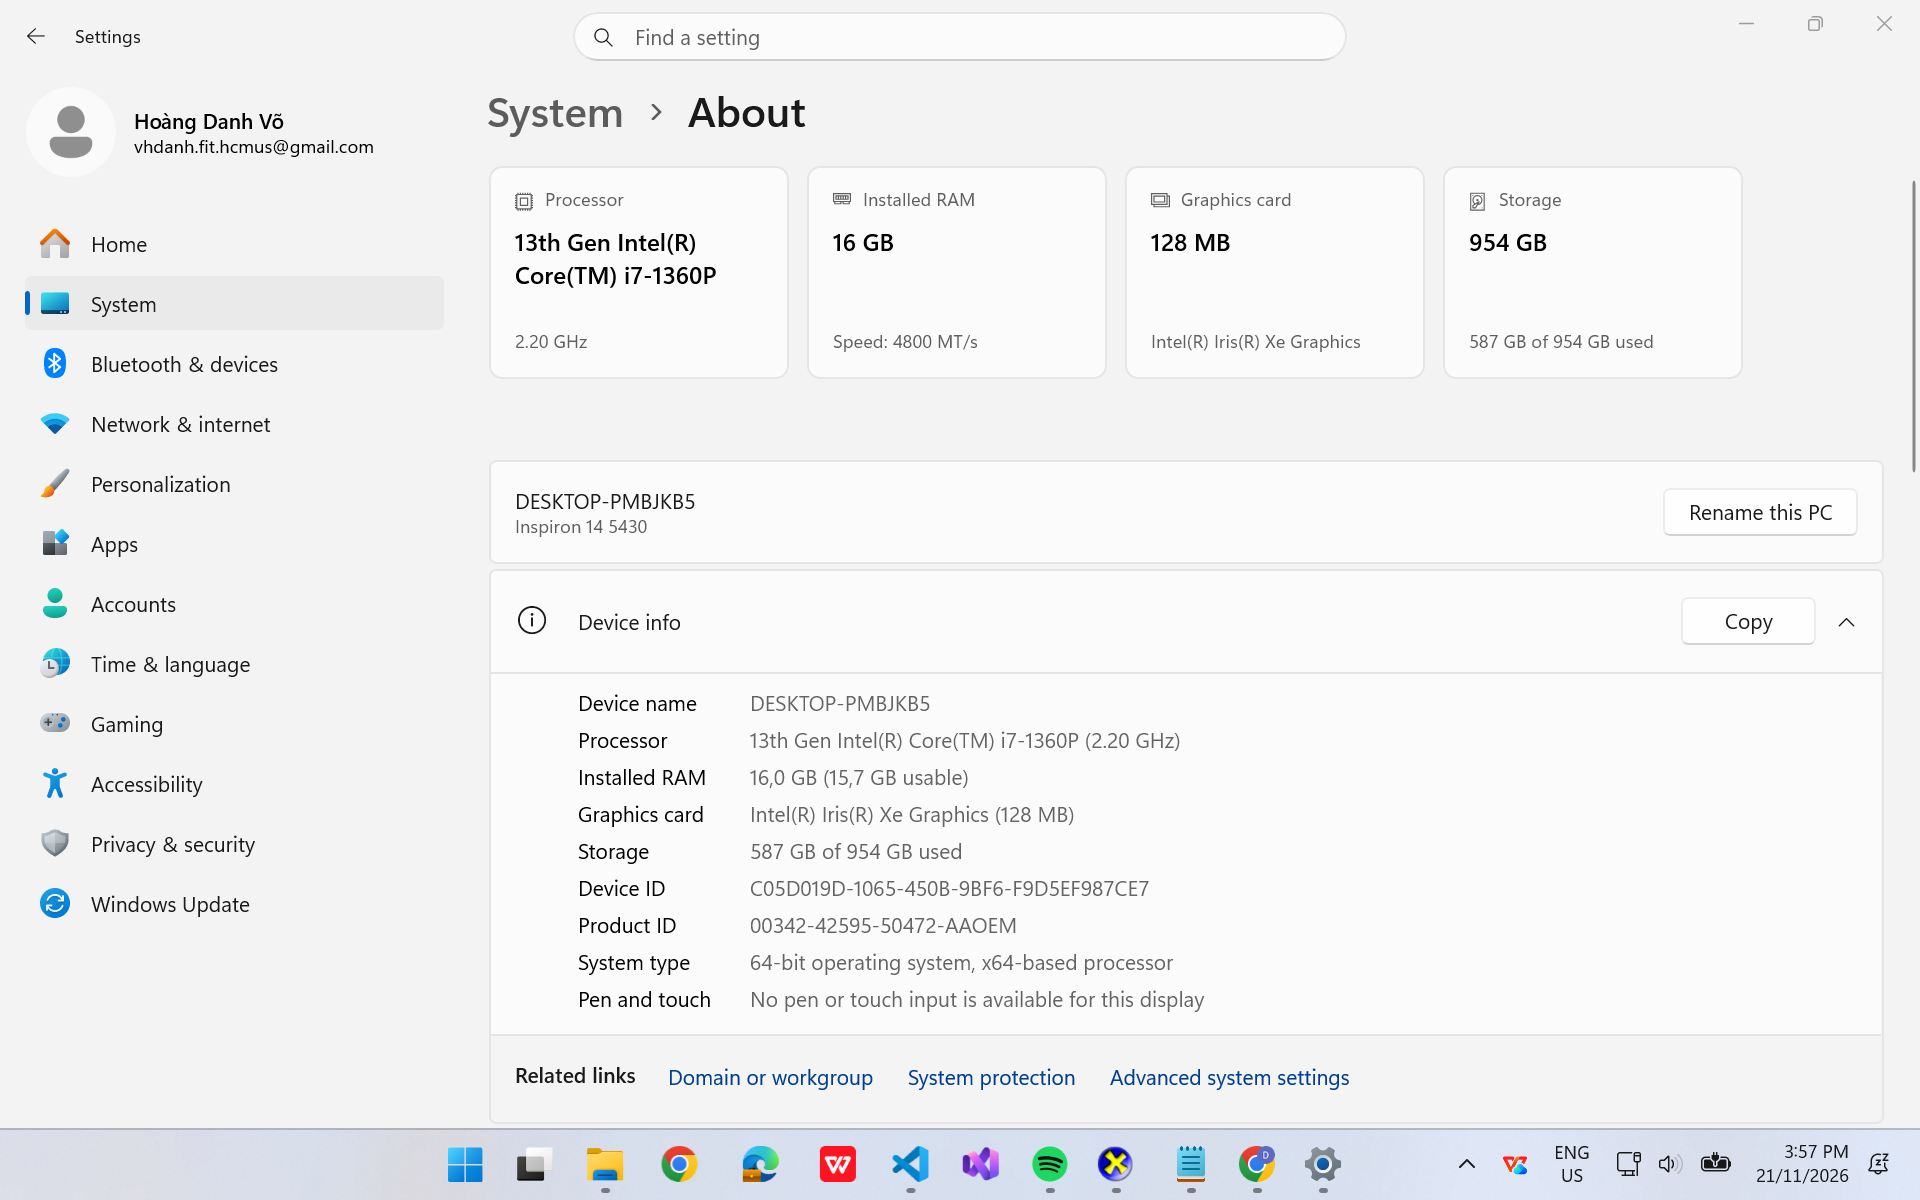 Settings
Find a setting
Hoàng Danh Võ
vhdanh.fit.hcmus@gmail.com
Home
System
Bluetooth & devices
Network & internet
Personalization
Apps
Accounts
Time & language
Gaming
Accessibility
Privacy & security
Windows Update
System > About
Processor
13th Gen Intel(R)
Core(TM) i7-1360P
2.20 GHz
Installed RAM
16 GB
Speed: 4800 MT/s
Graphics card
128 MB
Intel(R) Iris(R) Xe Graphics
Storage
954 GB
587 GB of 954 GB used
DESKTOP-PMBJKB5
Inspiron 14 5430
Rename this PC
Device info
Copy
Device name DESKTOP-PMBJKB5
Processor 13th Gen Intel(R) Core(TM) i7-1360P (2.20 GHz)
Installed RAM 16,0 GB (15,7 GB usable)
Graphics card Intel(R) Iris(R) Xe Graphics (128 MB)
Storage 587 GB of 954 GB used
Device ID C05D019D-1065-450B-9BF6-F9D5EF987CE7
Product ID 00342-42595-50472-AAOEM
System type 64-bit operating system, x64-based processor
Pen and touch No pen or touch input is available for this display
Related links Domain or workgroup System protection Advanced system settings
ENG
US
3:57 PM
21/11/2026